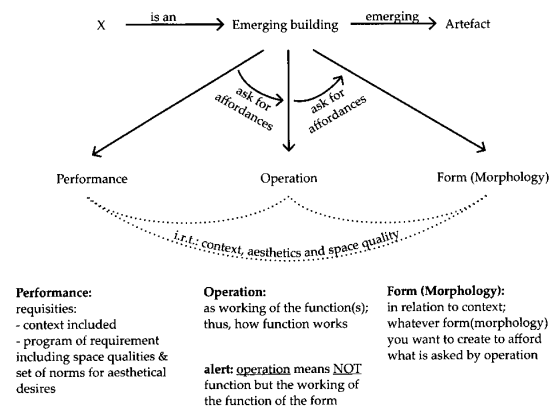 X is an Emerging building emerging Artefact
ask for
affordances
ask for
affordances
Performance Operation Form (Morphology)
i.r.t.: context, aesthetics and space quality
Performance:
requisities:
- context included
- program of requirement
including space qualities &
set of norms for aesthetical
desires
Operation:
as working of the function(s);
thus, how function works
alert: operation means NOT
function but the working of
the function of the form
Form (Morphology):
in relation to context;
whatever form(morphology)
you want to create to afford
what is asked by operation